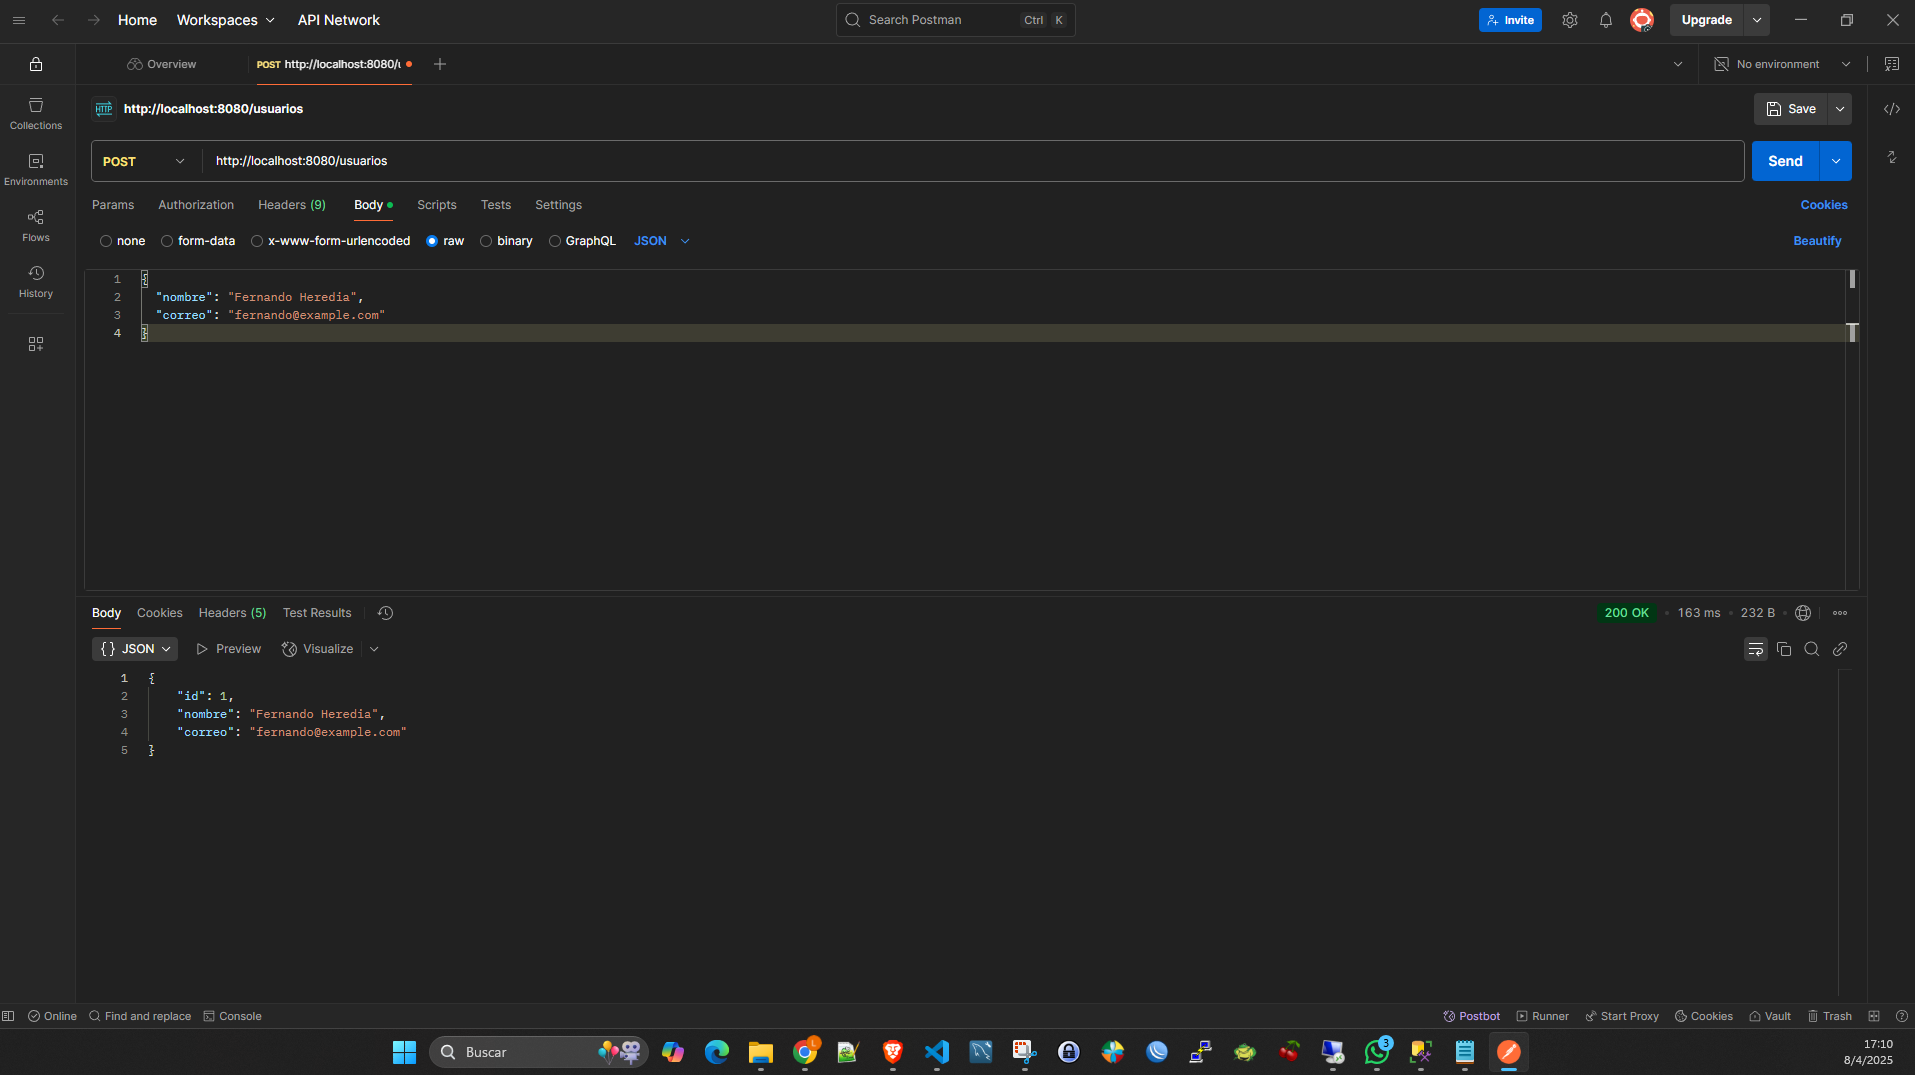 Home Workspaces API Network Search Postman Ctrl K Invite Upgrade
Overview POST http://localhost:8080/u No environment
Collections
Environments
Flows
History
HTTP http://localhost:8080/usuarios Save
POST http://localhost:8080/usuarios Send
Params Authorization Headers (9) Body Scripts Tests Settings Cookies
none form-data x-www-form-urlencoded raw binary GraphQL JSON Beautify
1 {
2 "nombre": "Fernando Heredia",
3 "correo": "fernando@example.com"
4 }
Body Cookies Headers (5) Test Results 200 OK 163 ms 232 B
{} JSON Preview Visualize
1 {
2 "id": 1,
3 "nombre": "Fernando Heredia",
4 "correo": "fernando@example.com"
5 }
Online Find and replace Console Postbot Runner Start Proxy Cookies Vault Trash
Buscar L 3 17:10
8/4/2025